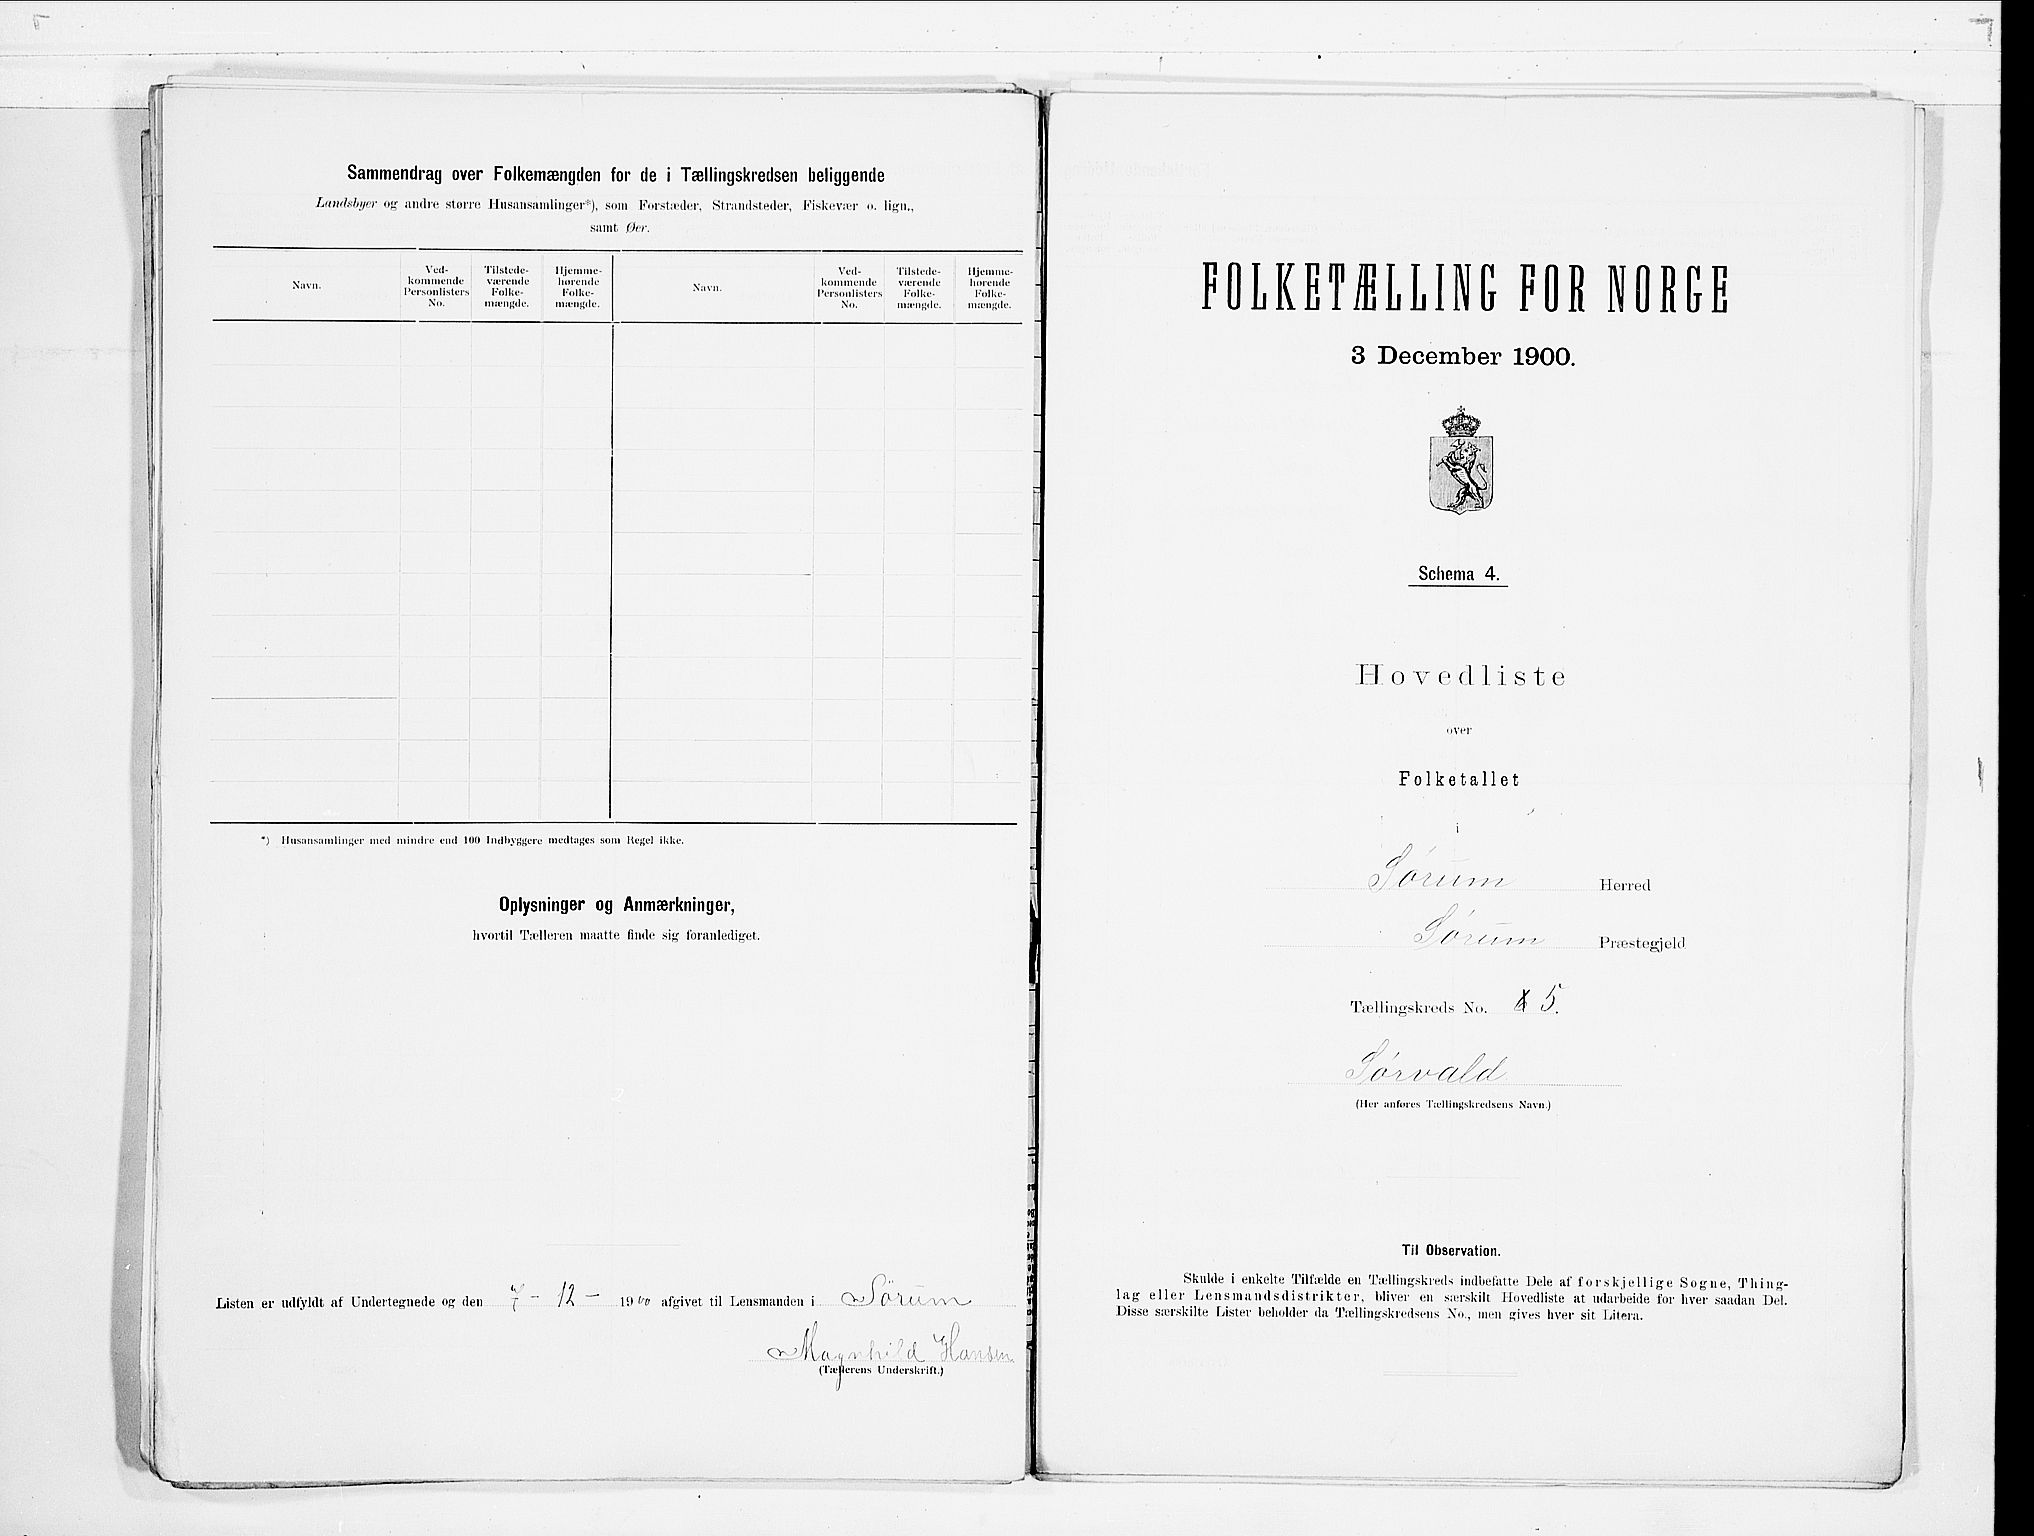 Sammendrag over Folkemængden for de i Tællingskredsen beliggende
Landsbyer og andre større Husansamlinger*), som Forstæder, Strandsteder, Fiskevær o. lign.,
samt Øer.
Navn.
Ved-
kommende
Personlisters
No.
Tilstede-
værende
Folke-
mængde.
Hjemme-
hørende
Folke-
mængde.
Navn.
Ved-
kommende
Personlisters
No.
Tilstede-
værende
Folke-
mængde.
Hjemme-
hørende
Folke-
mængde.
*) Husansamlinger med mindre end 100 Indbyggere medtages som Regel ikke.
Oplysninger og Anmærkninger,
hvortil Tælleren maatte finde sig foranlediget.
Listen er udfyldt af Undertegnede og den 7 - 12 - 1900 afgivet til Lensmanden i Sørum
Magnhild Hansen
(Tællerens Underskrift.)
FOLKETÆLLING FOR NORGE
3 December 1900.
Schema 4.
Hovedliste
over
Folketallet
i
Sørum Herred
Sørum Præstegjeld
Tællingskreds No. 5.
Sørvald
(Her anføres Tællingskredsens Navn.)
Til Observation.
Skulde i enkelte Tilfælde en Tællingskreds indbefatte Dele af forskjellige Sogne, Thing-
lag eller Lensmandsdistrikter, bliver en særskilt Hovedliste at udarbeide for hver saadan Del.
Disse særskilte Lister beholder da Tællingskredsens No., men gives hver sit Litera.